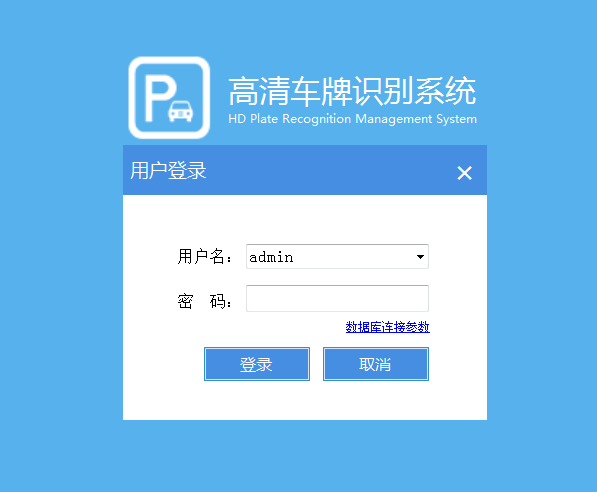 P
高清车牌识别系统
HD Plate Recognition Management System
用户登录
用户名： admin
密 码：
数据库连接参数
登录 取消